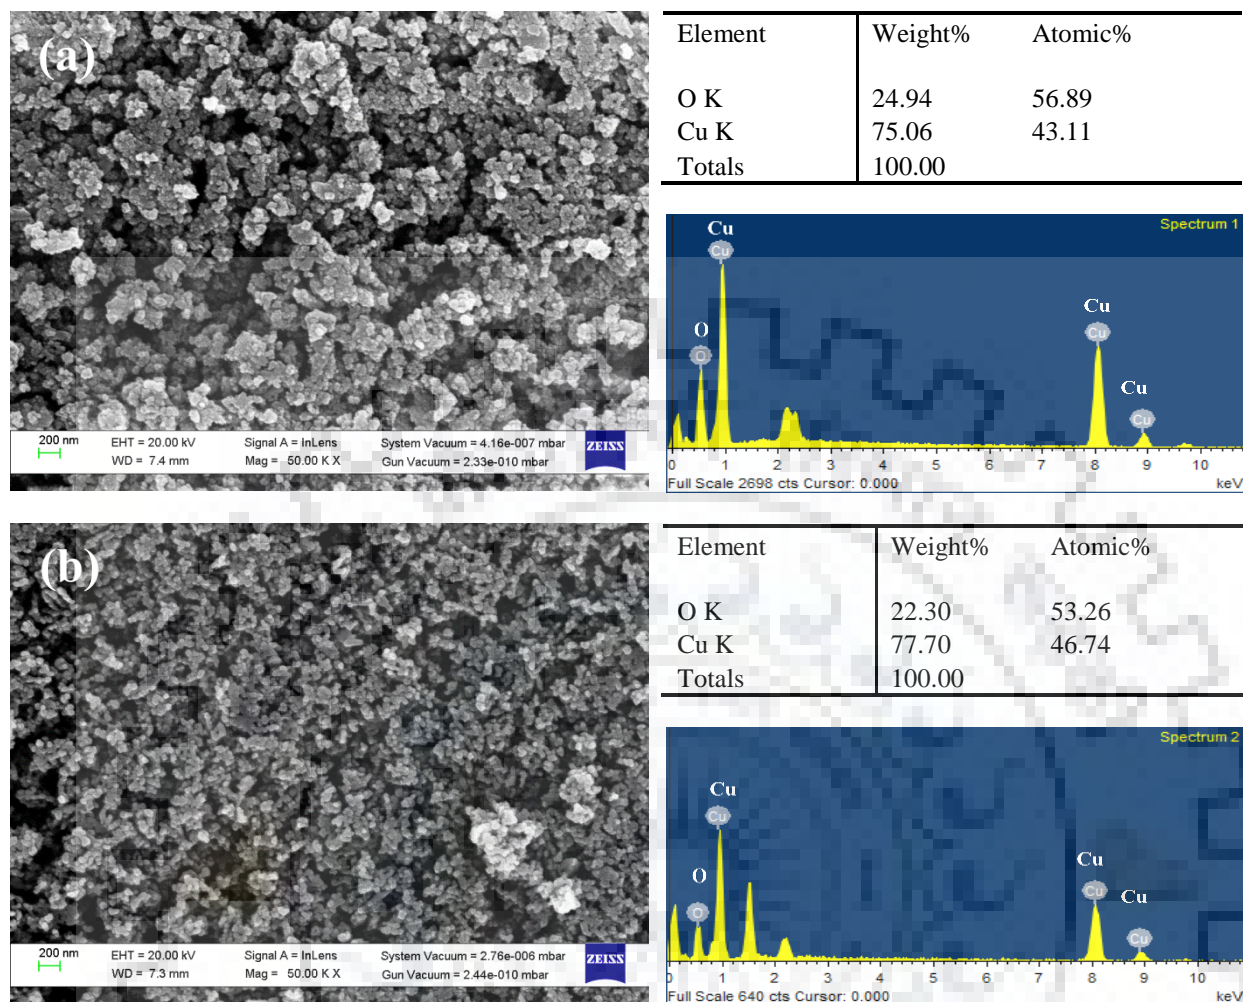 (a)
200 nm
EHT = 20.00 kV Signal A = InLens System Vacuum = 4.16e-007 mbar
WD = 7.4 mm Mag = 50.00 K X Gun Vacuum = 2.33e-010 mbar
ZEISS
Element Weight% Atomic%
O K 24.94 56.89
Cu K 75.06 43.11
Totals 100.00
Spectrum 1
Cu
Cu
O
O
Cu
Cu
Cu
Cu
0 1 2 3 4 5 6 7 8 9 10
Full Scale 2698 cts Cursor: 0.000 keV
(b)
200 nm
EHT = 20.00 kV Signal A = InLens System Vacuum = 2.76e-006 mbar
WD = 7.3 mm Mag = 50.00 K X Gun Vacuum = 2.44e-010 mbar
ZEISS
Element Weight% Atomic%
O K 22.30 53.26
Cu K 77.70 46.74
Totals 100.00
Spectrum 2
Cu
Cu
O
O
Cu
Cu
Cu
Cu
0 1 2 3 4 5 6 7 8 9 10
Full Scale 640 cts Cursor: 0.000 keV